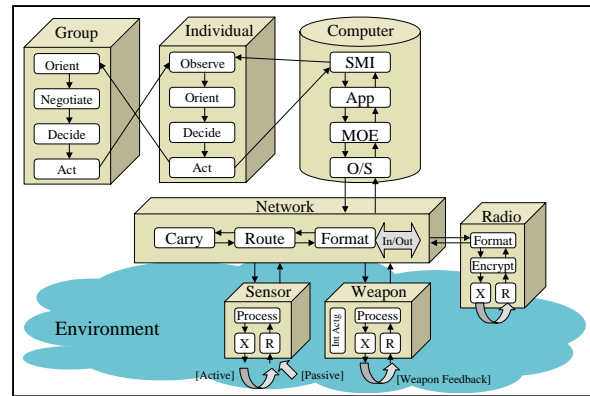 Group
Individual
Computer
Orient
Negotiate
Decide
Act
Observe
Orient
Decide
Act
SMI
App
MOE
O/S
Network
Carry
Route
Format
In/Out
Radio
Format
Encrypt
X
R
Environment
Sensor
Process
X
R
[Active]
[Passive]
Weapon
Int Actg
Process
X
R
[Weapon Feedback]